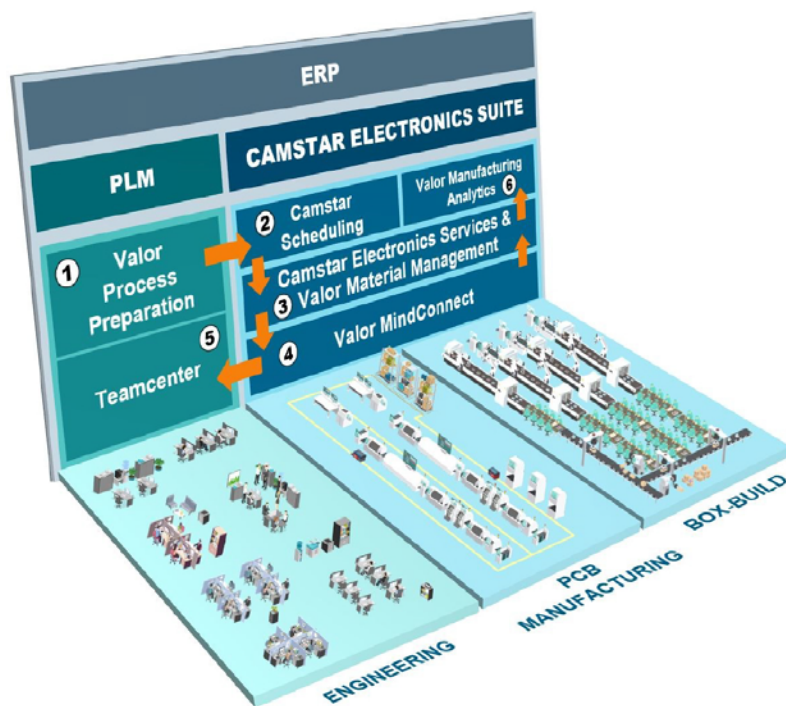 ERP
PLM
CAMSTAR ELECTRONICS SUITE
1
Valor
Process
Preparation
2
Camstar
Scheduling
Valor Manufacturing
Analytics 6
Camstar Electronics Services &
3 Valor Material Management
4
Valor MindConnect
5
Teamcenter
ENGINEERING
PCB
MANUFACTURING
BOX-BUILD